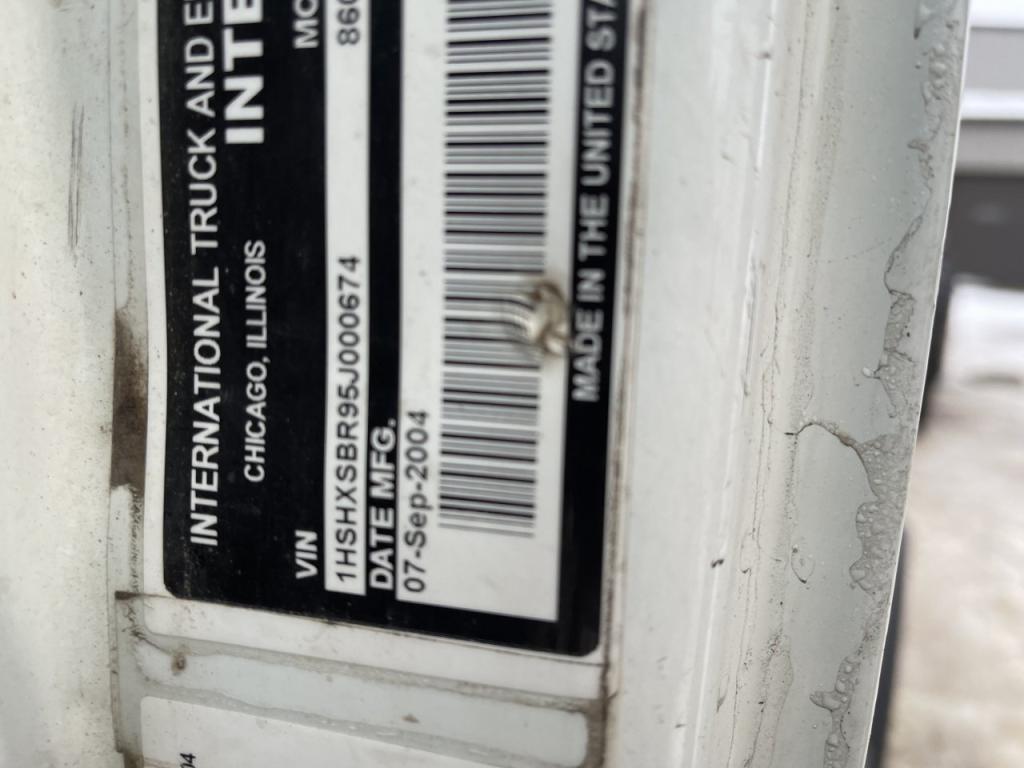 INTERNATIONAL TRUCK AND E
INTE
CHICAGO, ILLINOIS
VIN MO
1HSHXSBR95J000674 860
DATE MFG.
07-Sep-2004
MADE IN THE UNITED STA
04